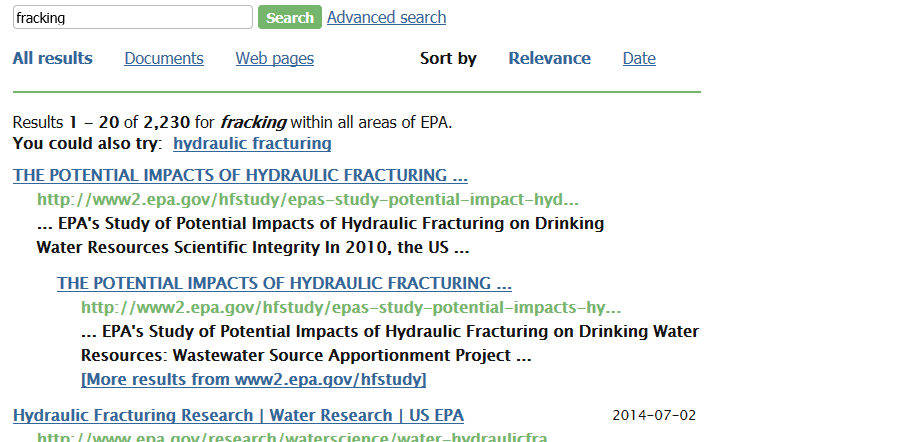 fracking Search Advanced search
All results Documents Web pages Sort by Relevance Date
Results 1 – 20 of 2,230 for fracking within all areas of EPA.
You could also try: hydraulic fracturing
THE POTENTIAL IMPACTS OF HYDRAULIC FRACTURING ...
http://www2.epa.gov/hfstudy/epas-study-potential-impact-hyd...
... EPA's Study of Potential Impacts of Hydraulic Fracturing on Drinking
Water Resources Scientific Integrity In 2010, the US ...
THE POTENTIAL IMPACTS OF HYDRAULIC FRACTURING ...
http://www2.epa.gov/hfstudy/epas-study-potential-impacts-hy...
... EPA's Study of Potential Impacts of Hydraulic Fracturing on Drinking Water
Resources: Wastewater Source Apportionment Project ...
[More results from www2.epa.gov/hfstudy]
Hydraulic Fracturing Research | Water Research | US EPA 2014-07-02
http://www.epa.gov/research/waterscience/water-hydraulicfra